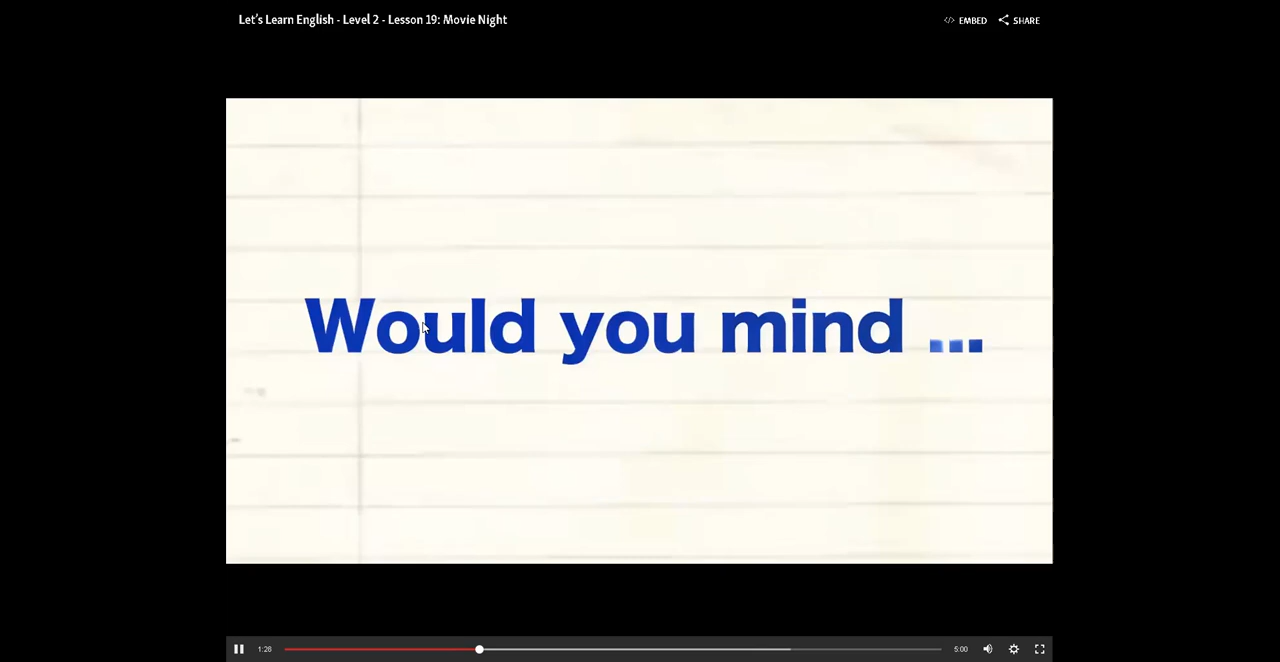 Let's Learn English - Level 2 - Lesson 19: Movie Night
</> EMBED SHARE
Would you mind ...
1:28 5:00